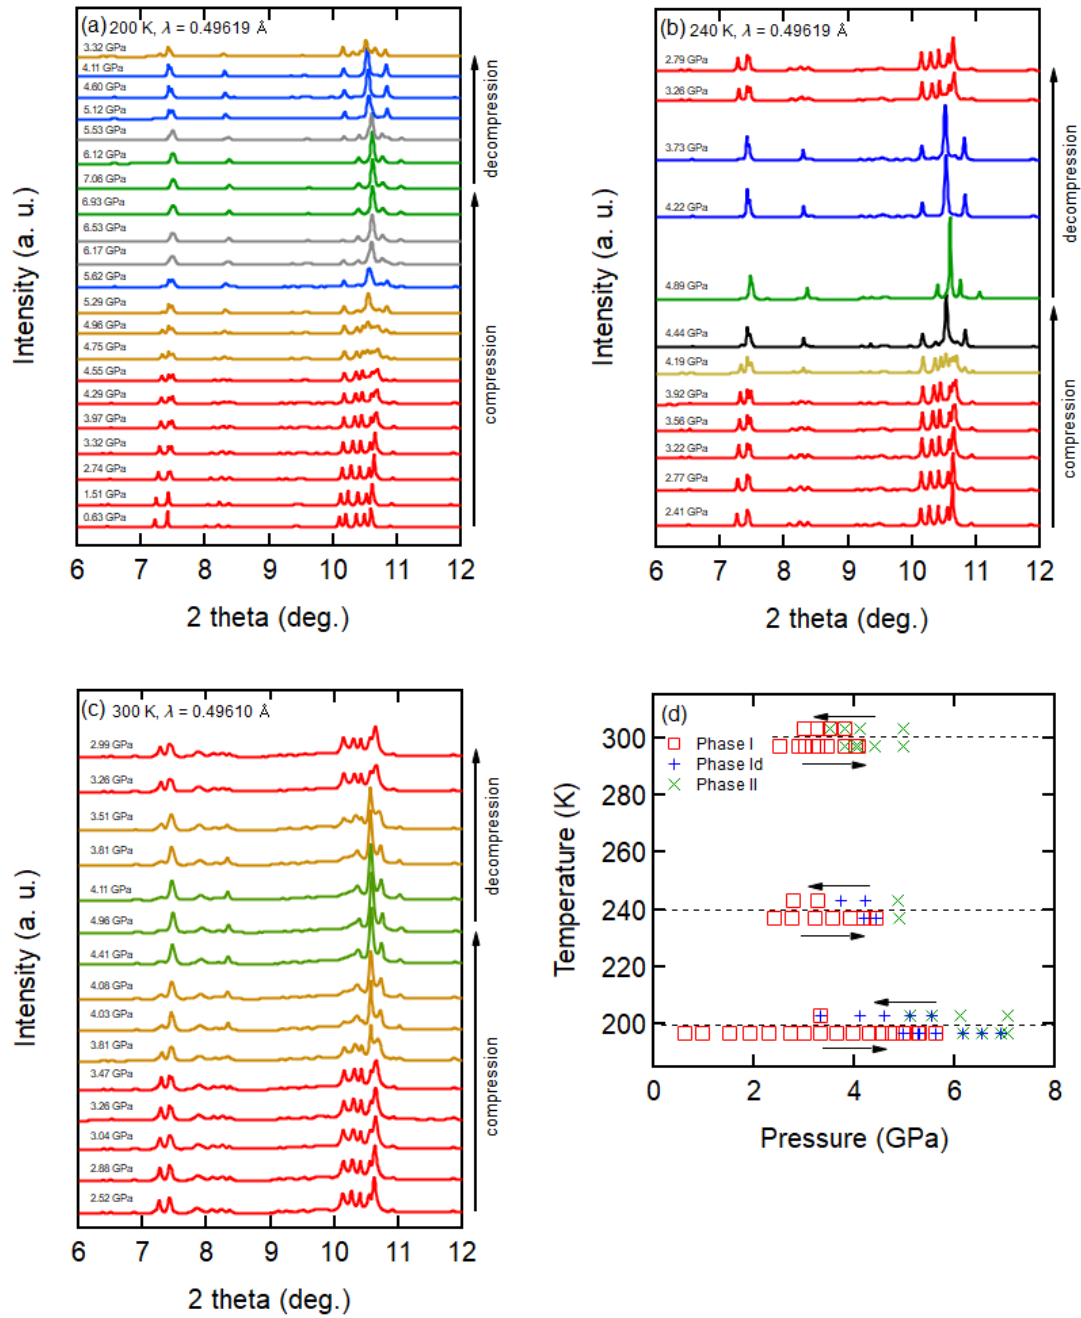 (a) 200 K, λ = 0.49619 Å
3.32 GPa
4.11 GPa
4.60 GPa
5.12 GPa
5.53 GPa
6.12 GPa
7.06 GPa
6.93 GPa
6.53 GPa
6.17 GPa
5.62 GPa
5.29 GPa
4.96 GPa
4.75 GPa
4.55 GPa
4.29 GPa
3.97 GPa
3.32 GPa
2.74 GPa
1.51 GPa
0.63 GPa
decompression
compression
Intensity (a. u.)
6 7 8 9 10 11 12
2 theta (deg.)
(b) 240 K, λ = 0.49619 Å
2.79 GPa
3.26 GPa
3.73 GPa
4.22 GPa
4.89 GPa
4.44 GPa
4.19 GPa
3.92 GPa
3.56 GPa
3.22 GPa
2.77 GPa
2.41 GPa
decompression
compression
Intensity (a. u.)
6 7 8 9 10 11 12
2 theta (deg.)
(c) 300 K, λ = 0.49610 Å
2.99 GPa
3.26 GPa
3.51 GPa
3.81 GPa
4.11 GPa
4.96 GPa
4.41 GPa
4.08 GPa
4.03 GPa
3.81 GPa
3.47 GPa
3.26 GPa
3.04 GPa
2.88 GPa
2.52 GPa
decompression
compression
Intensity (a. u.)
6 7 8 9 10 11 12
2 theta (deg.)
(d)
Phase I
Phase Id
Phase II
300
280
260
240
220
200
Temperature (K)
0 2 4 6 8
Pressure (GPa)